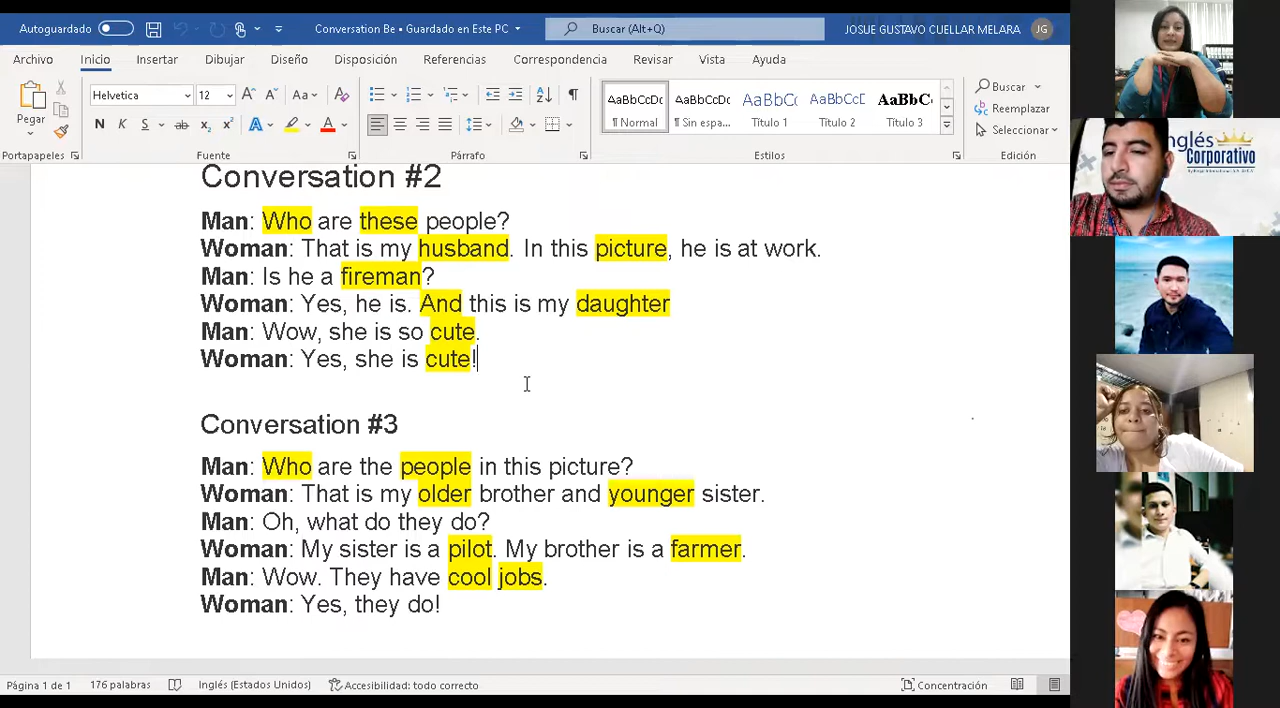 Autoguardado
Conversation Be • Guardado en Este PC
Buscar (Alt+Q)
JOSUE GUSTAVO CUELLAR MELARA
JG
Archivo Inicio Insertar Dibujar Diseño Disposición Referencias Correspondencia Revisar Vista Ayuda
Pegar
Helvetica
12
N K S ab x₂ x²
AaBbCcDc AaBbCcDc AaBbCc AaBbCcD AaBbCc
¶ Normal ¶ Sin espa... Título 1 Título 2 Título 3
Buscar
Reemplazar
Seleccionar
Portapapeles Fuente Párrafo Estilos Edición
Conversation #2
Man: Who are these people?
Woman: That is my husband. In this picture, he is at work.
Man: Is he a fireman?
Woman: Yes, he is. And this is my daughter
Man: Wow, she is so cute.
Woman: Yes, she is cute!
Conversation #3
Man: Who are the people in this picture?
Woman: That is my older brother and younger sister.
Man: Oh, what do they do?
Woman: My sister is a pilot. My brother is a farmer.
Man: Wow. They have cool jobs.
Woman: Yes, they do!
Página 1 de 1 176 palabras Inglés (Estados Unidos) Accesibilidad: todo correcto Concentración
nglés
Corporativo